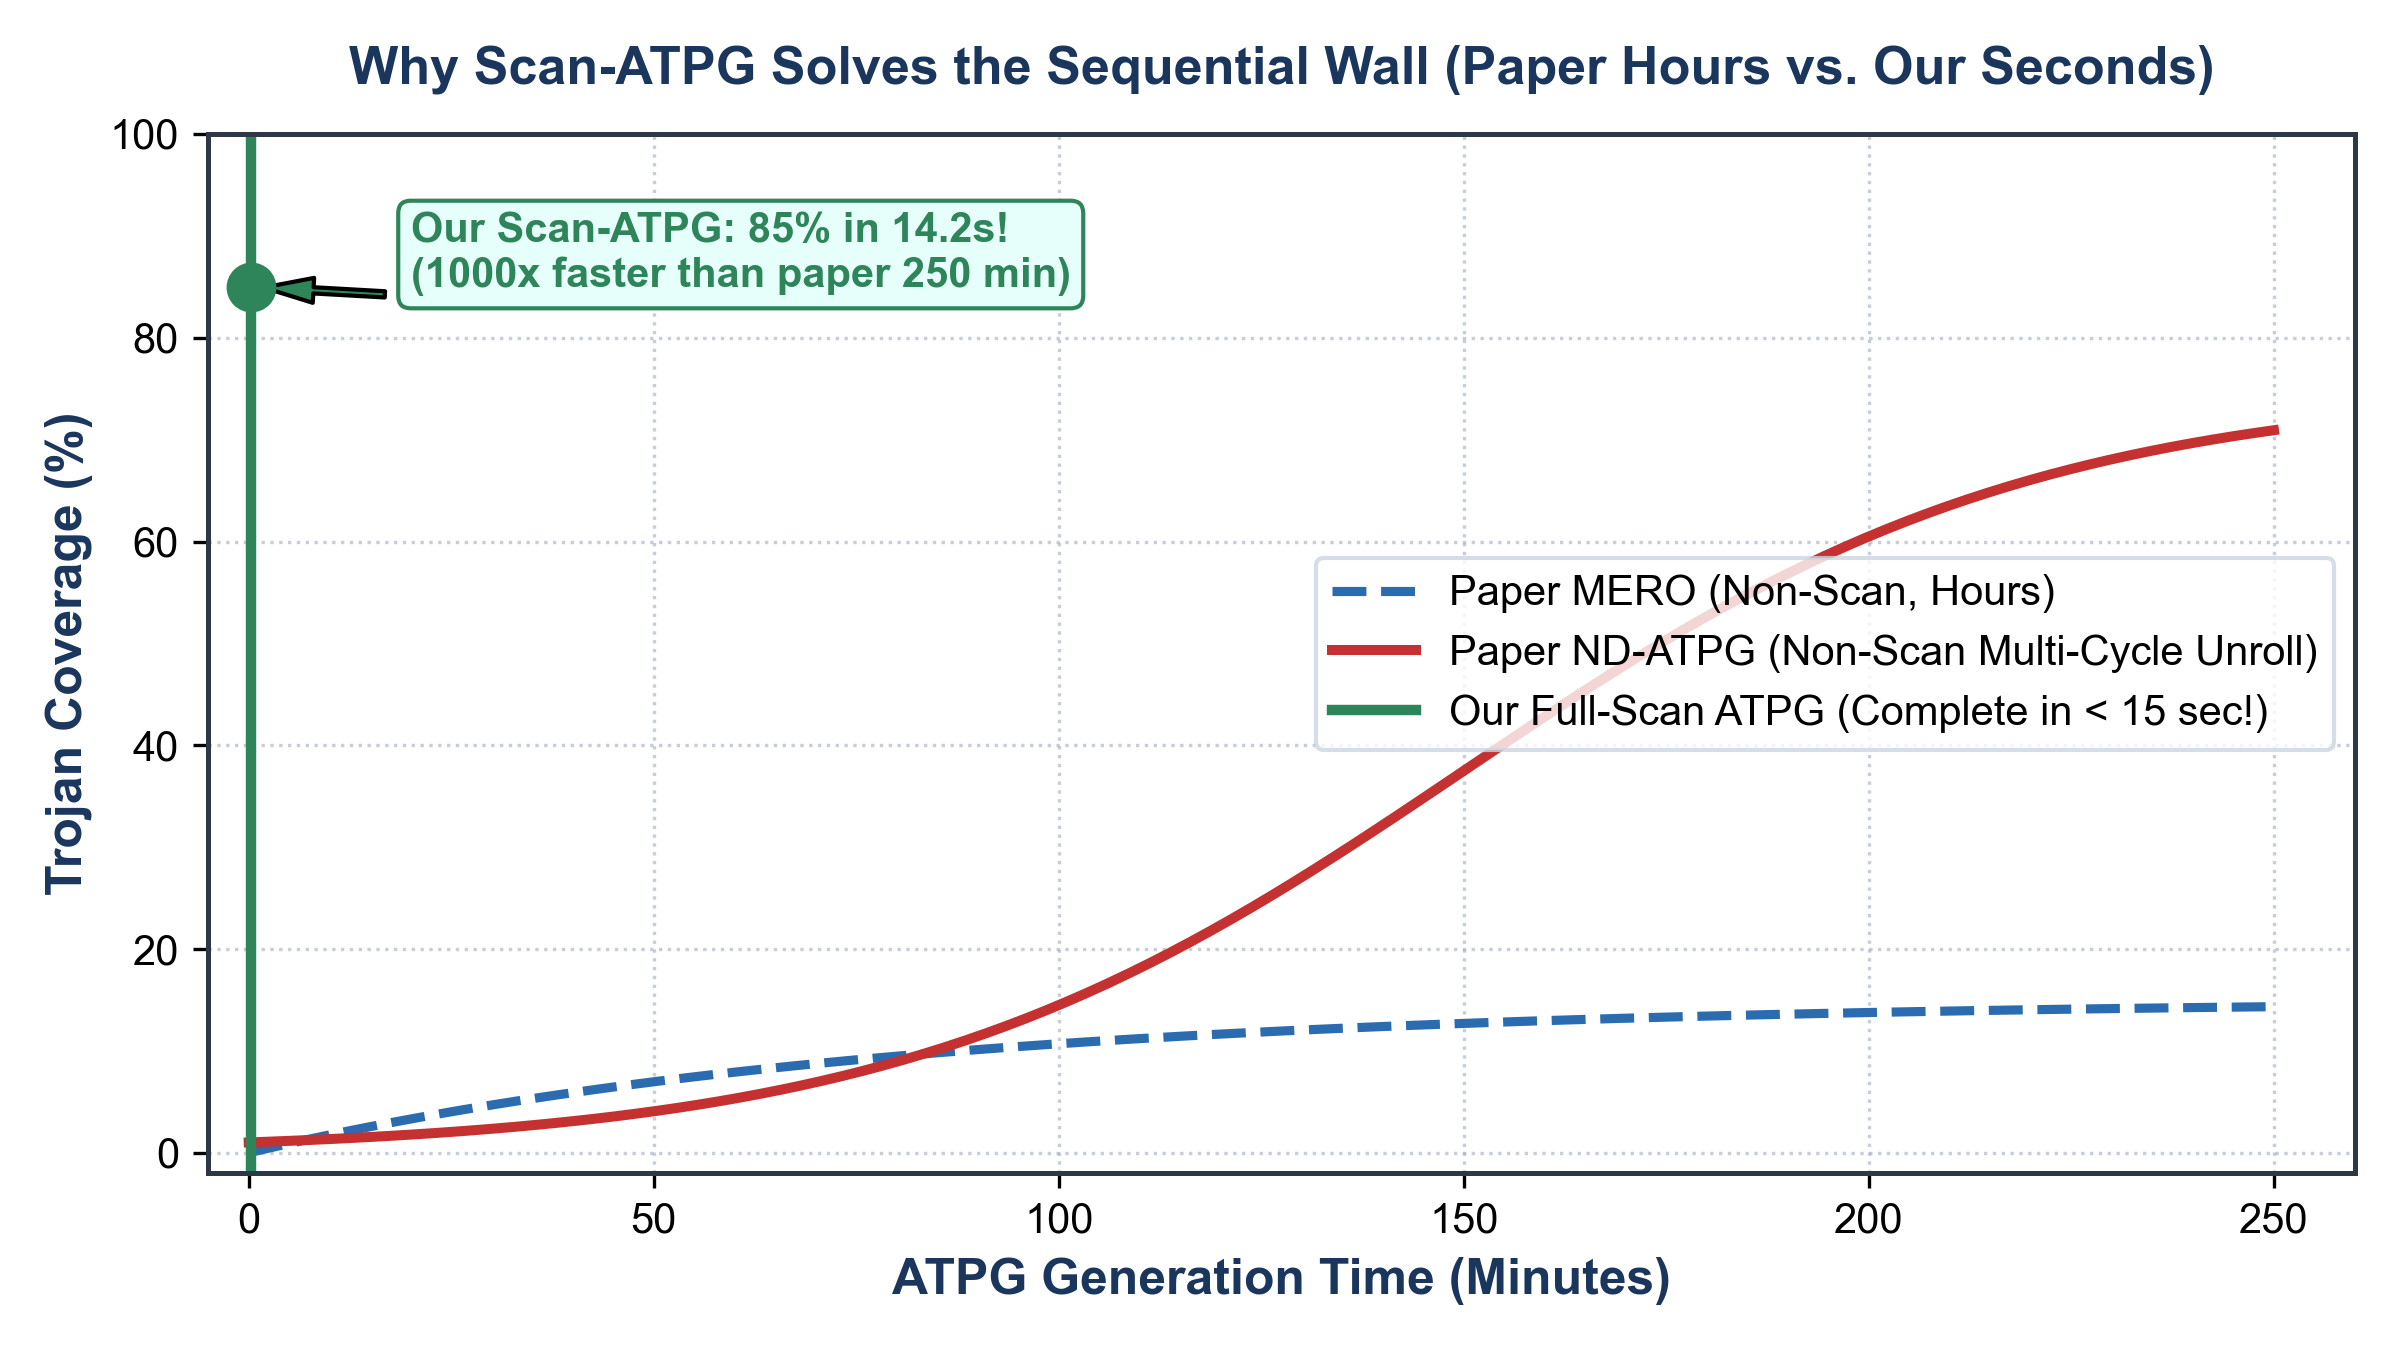 Why Scan-ATPG Solves the Sequential Wall (Paper Hours vs. Our Seconds)
Trojan Coverage (%)
100
80
60
40
20
0
Our Scan-ATPG: 85% in 14.2s!
(1000x faster than paper 250 min)
Paper MERO (Non-Scan, Hours)
Paper ND-ATPG (Non-Scan Multi-Cycle Unroll)
Our Full-Scan ATPG (Complete in < 15 sec!)
0 50 100 150 200 250
ATPG Generation Time (Minutes)